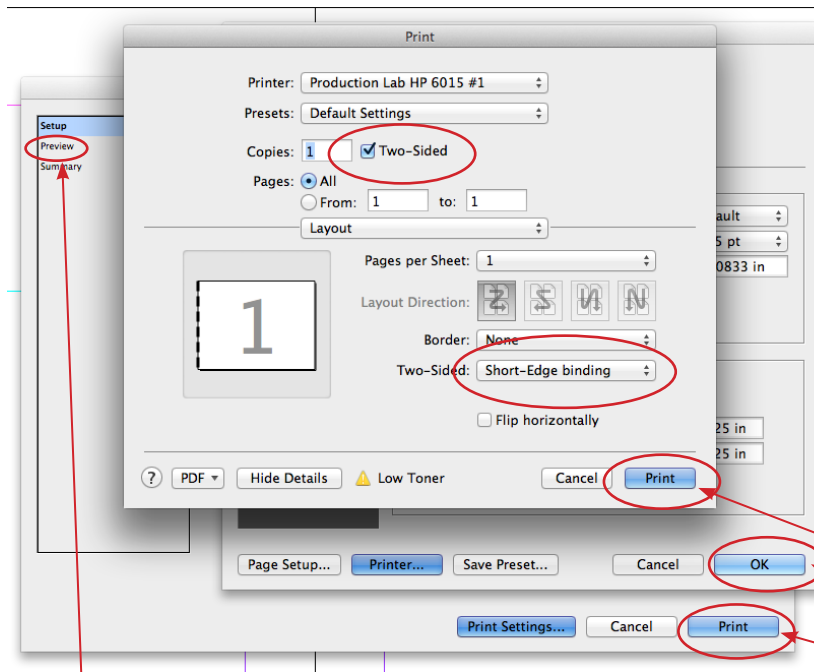 Print
Printer: Production Lab HP 6015 #1
Presets: Default Settings
Copies: 1 Two-Sided
Pages: All
From: 1 to: 1
Layout
Pages per Sheet: 1
Layout Direction:
Border: None
Two-Sided: Short-Edge binding
Flip horizontally
1
? PDF Hide Details Low Toner Cancel Print
Setup
Preview
Summary
ault
5 pt
0833 in
25 in
25 in
Page Setup... Printer... Save Preset... Cancel OK
Print Settings... Cancel Print